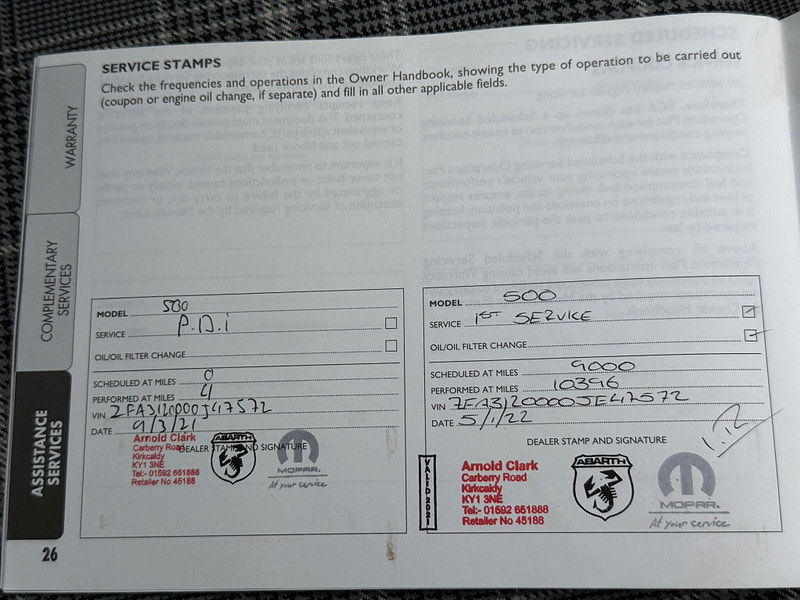 SERVICE STAMPS
Check the frequencies and operations in the Owner Handbook, showing the type of operation to be carried out
(coupon or engine oil change, if separate) and fill in all other applicable fields.
WARRANTY
COMPLEMENTARY
SERVICES
ASSISTANCE
SERVICES
MODEL 500
SERVICE P.D.i
OIL/OIL FILTER CHANGE
SCHEDULED AT MILES 0
PERFORMED AT MILES 4
VIN ZFA3120000J47572
DATE 9/3/21
DEALER STAMP AND SIGNATURE
Arnold Clark
Carberry Road
Kirkcaldy
KY1 3NE
Tel:- 01592 651888
Retailer No 45188
ABARTH
MOPAR.
At your service
MODEL 500
SERVICE 1ST SERVICE
OIL/OIL FILTER CHANGE
SCHEDULED AT MILES 9000
PERFORMED AT MILES 10396
VIN ZFA3120000JE47572
DATE 5/1/22
DEALER STAMP AND SIGNATURE
VALID 2021
Arnold Clark
Carberry Road
Kirkcaldy
KY1 3NE
Tel:- 01592 651888
Retailer No 45188
ABARTH
MOPAR.
At your service
26